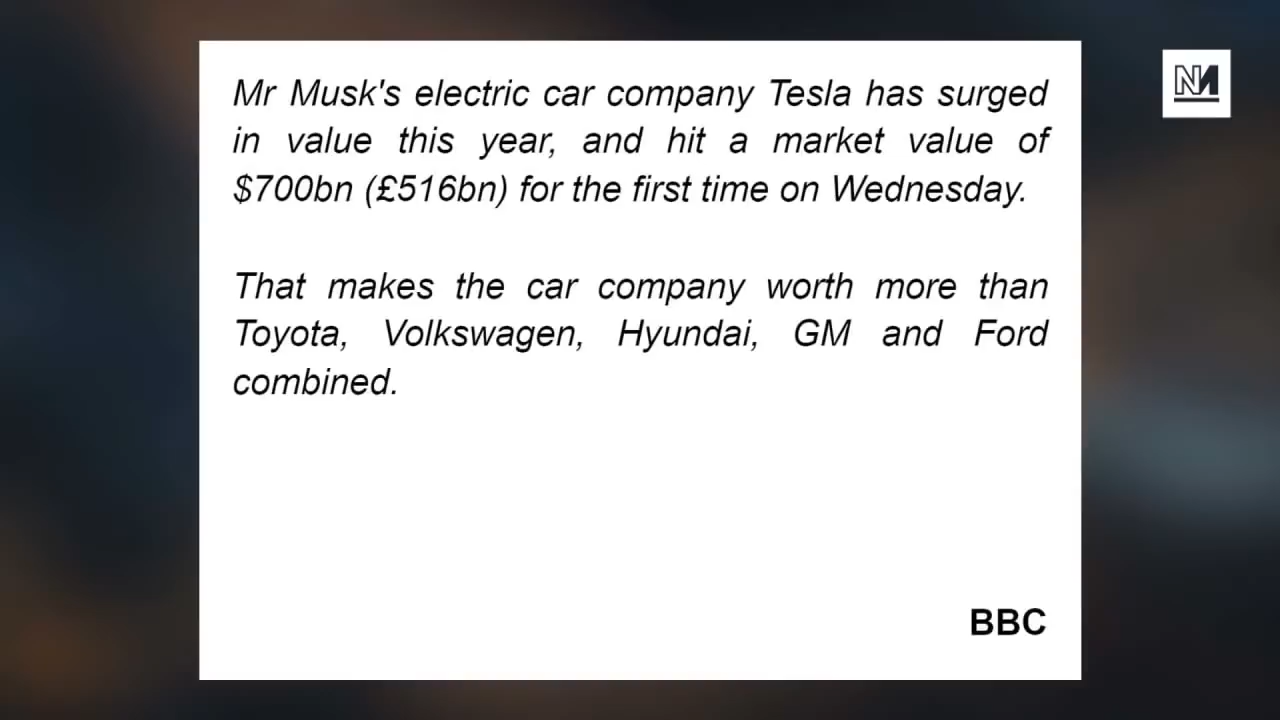 Mr Musk's electric car company Tesla has surged
in value this year, and hit a market value of
$700bn (£516bn) for the first time on Wednesday.
That makes the car company worth more than
Toyota, Volkswagen, Hyundai, GM and Ford
combined.
BBC
NM